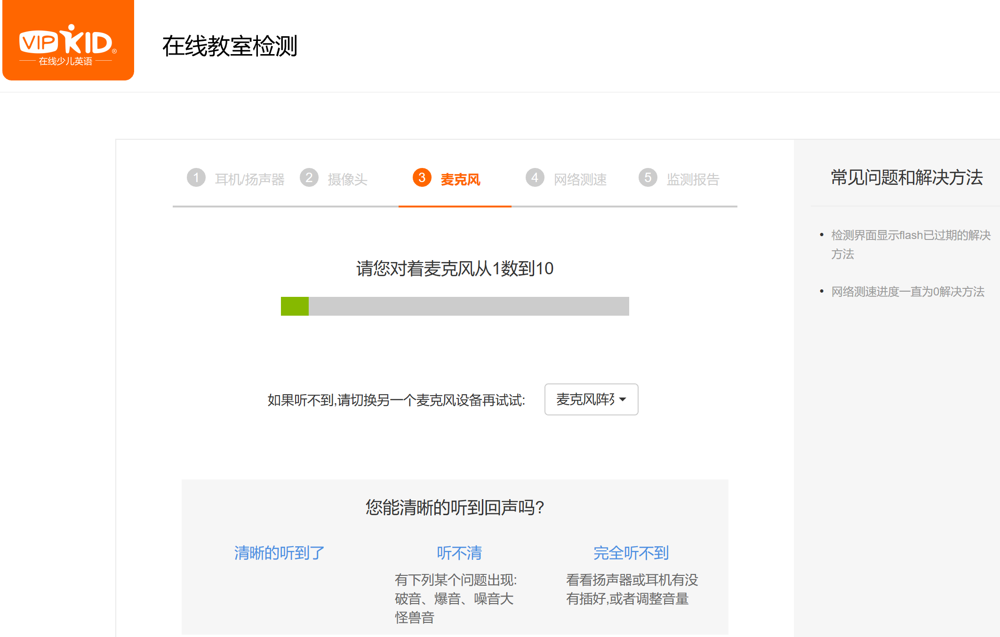 VIPKID®
在线少儿英语
在线教室检测
1 耳机/扬声器 2 摄像头 3 麦克风 4 网络测速 5 监测报告
请您对着麦克风从1数到10
如果听不到,请切换另一个麦克风设备再试试: 麦克风阵
您能清晰的听到回声吗?
清晰的听到了
听不清
有下列某个问题出现:
破音、爆音、噪音大
怪兽音
完全听不到
看看扬声器或耳机有没
有插好,或者调整音量
常见问题和解决方法
• 检测界面显示flash已过期的解决
方法
• 网络测速进度一直为0解决方法